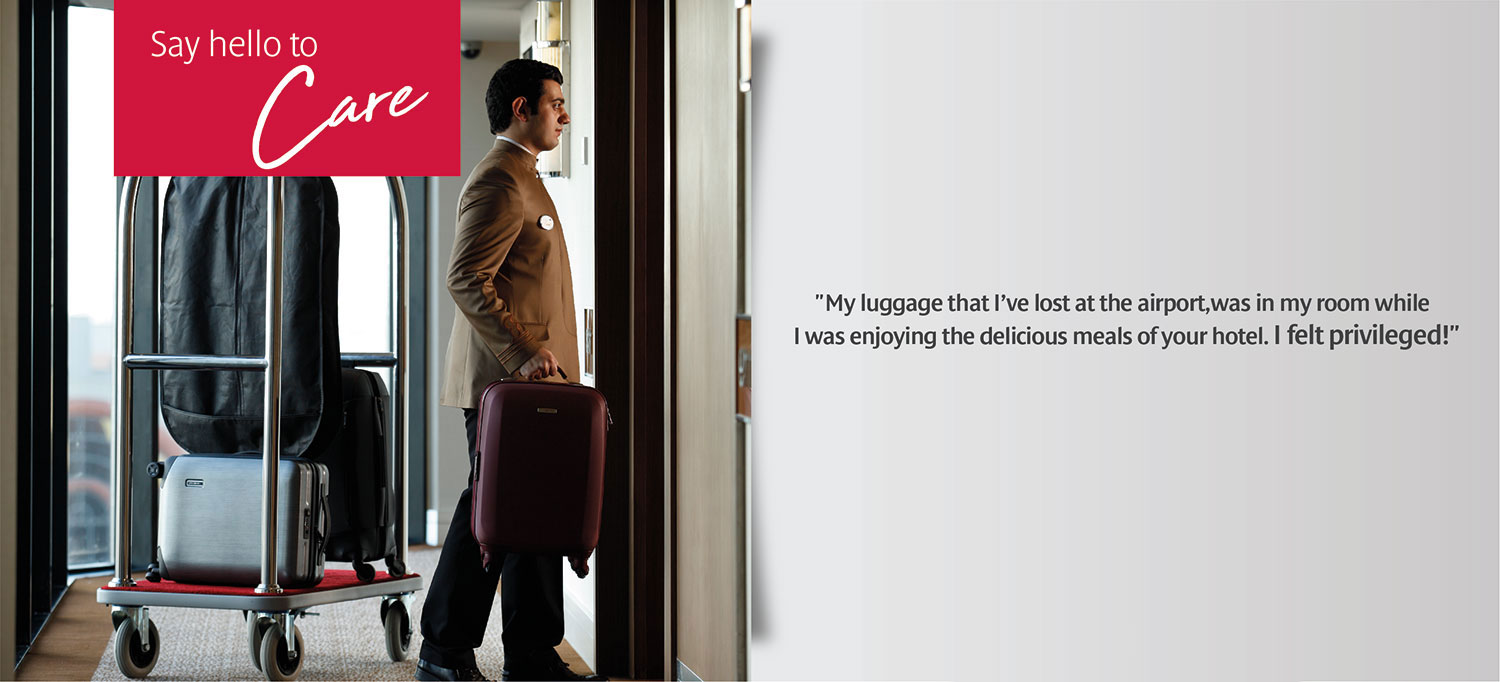 Say hello to
Care
"My luggage that I’ve lost at the airport,was in my room while
I was enjoying the delicious meals of your hotel. I felt privileged!"